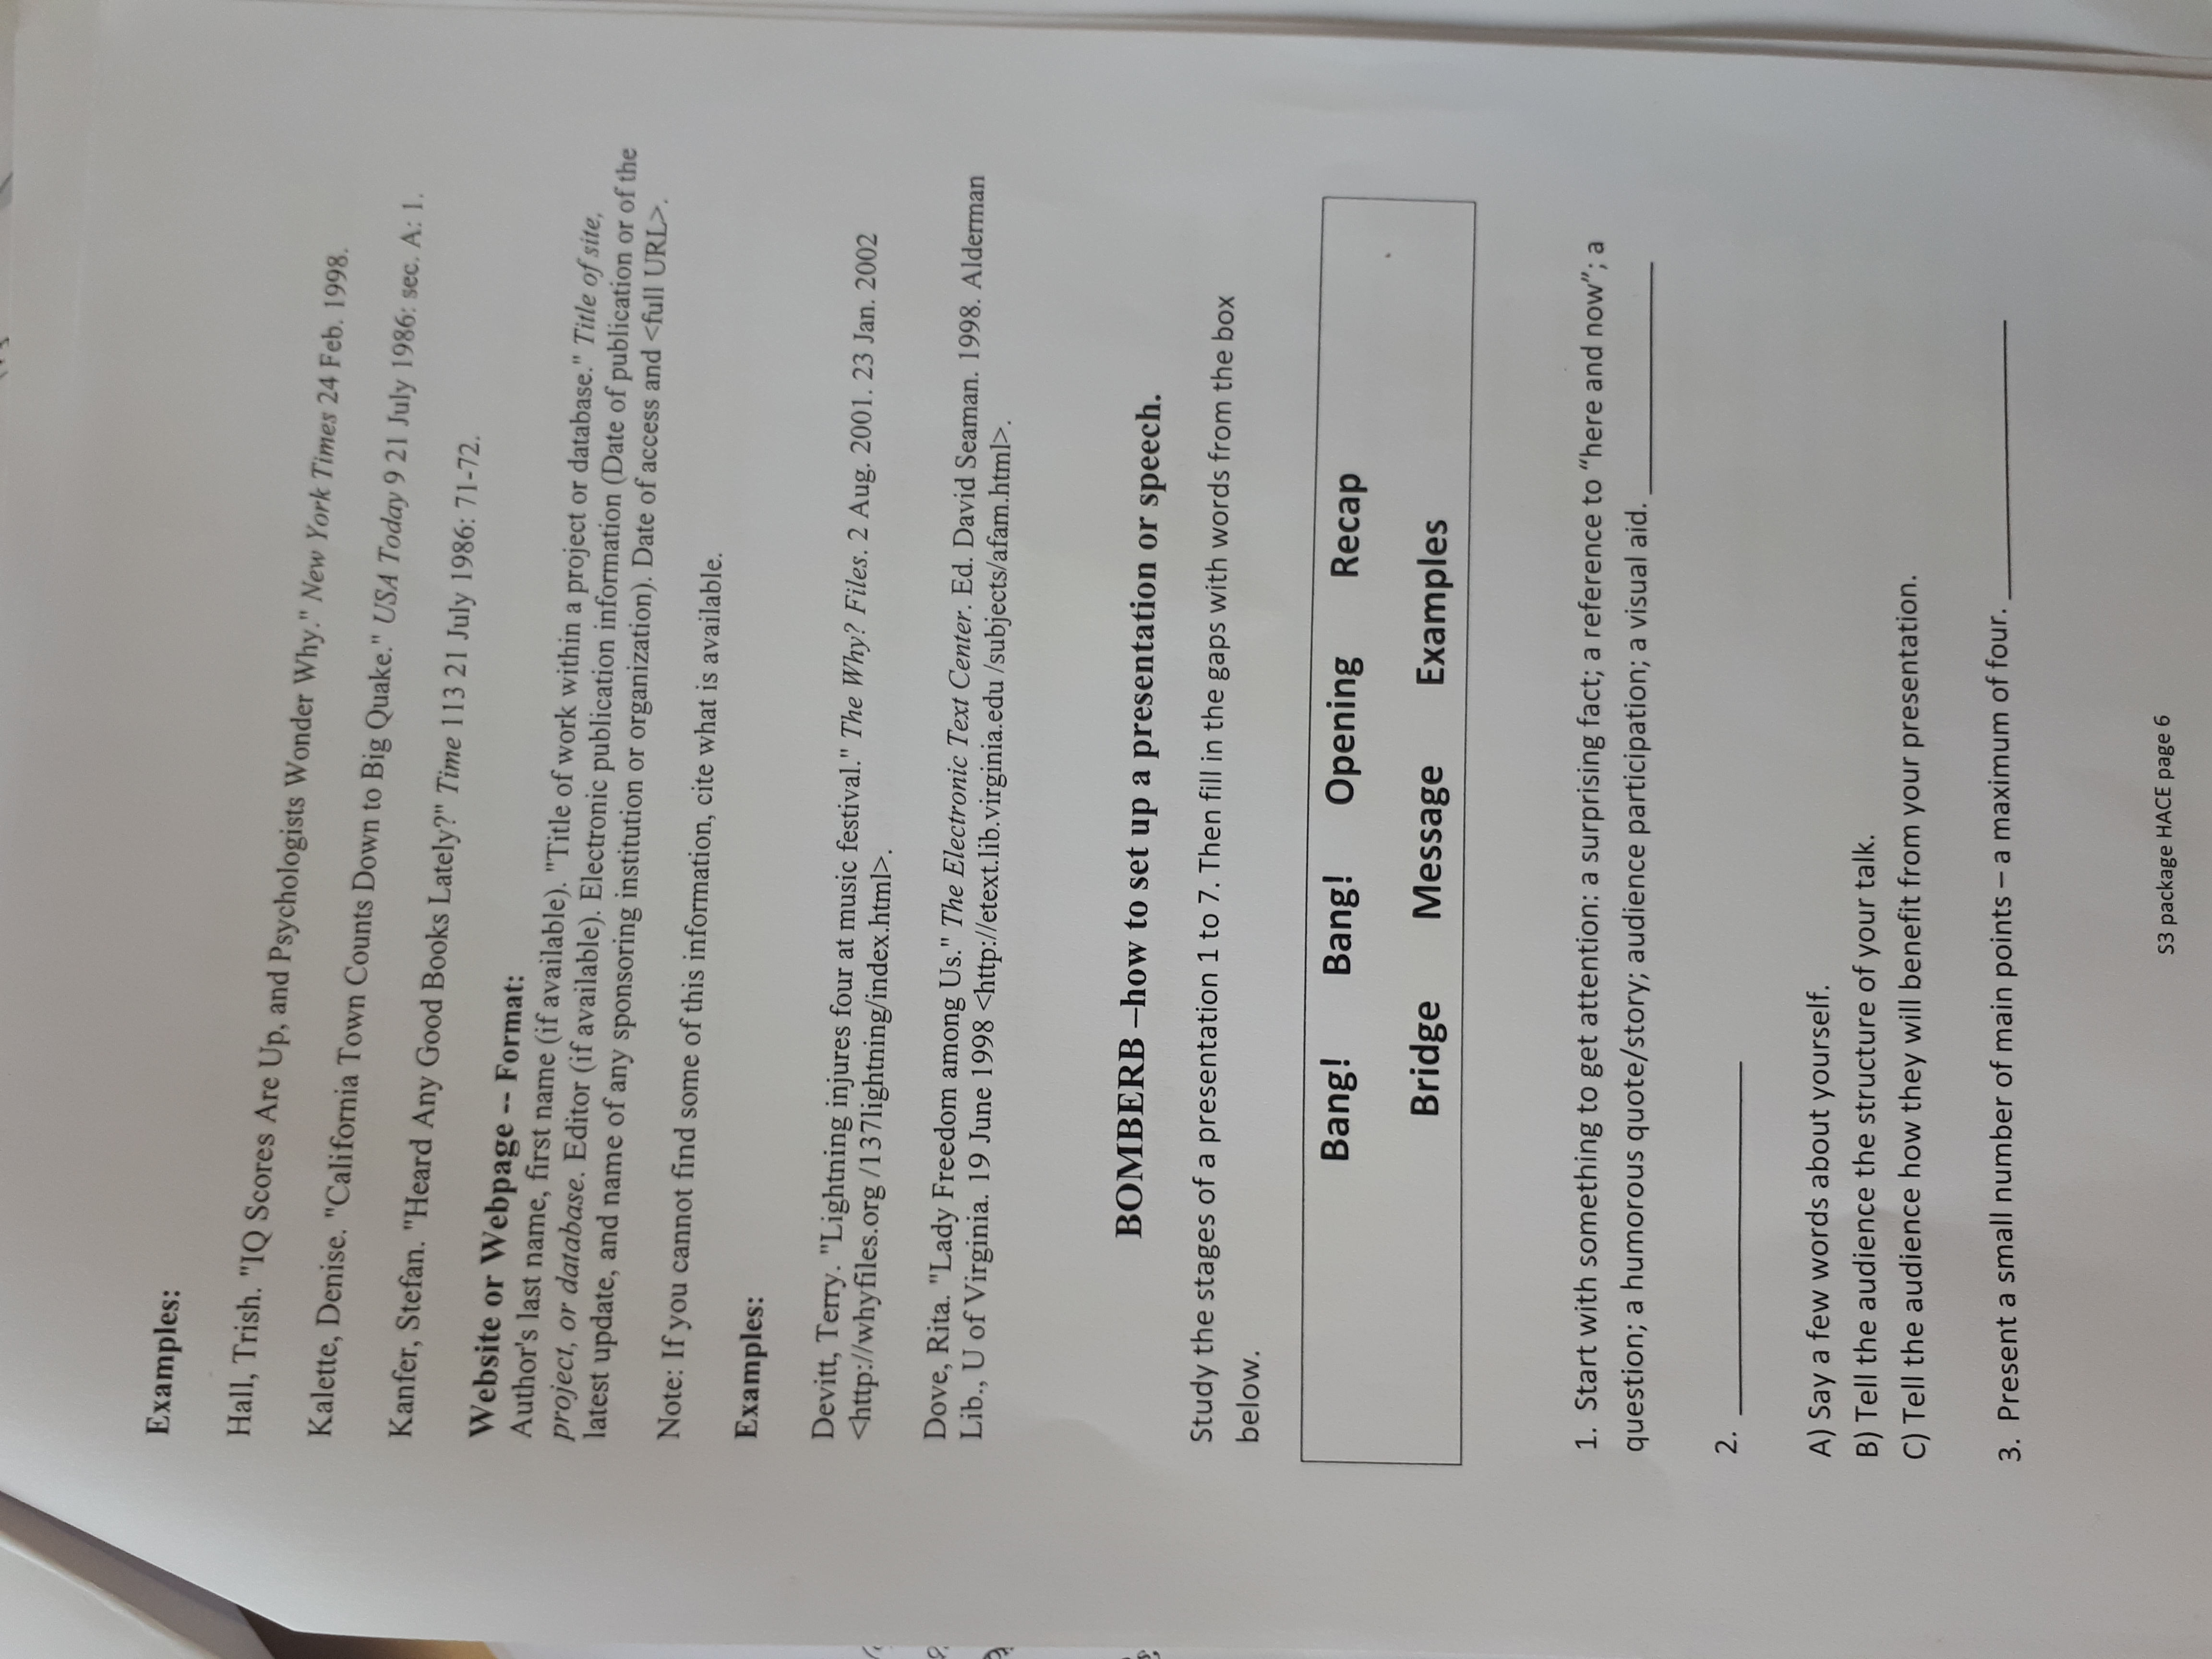 Examples:
Hall, Trish. "IQ Scores Are Up, and Psychologists Wonder Why." New York Times 24 Feb. 1998.
Kalette, Denise. "California Town Counts Down to Big Quake." USA Today 9 21 July 1986: sec. A: 1.
Kanfer, Stefan. "Heard Any Good Books Lately?" Time 113 21 July 1986: 71-72.
Website or Webpage -- Format:
Author's last name, first name (if available). "Title of work within a project or database." Title of site,
project, or database. Editor (if available). Electronic publication information (Date of publication or of the
latest update, and name of any sponsoring institution or organization). Date of access and <full URL>.
Note: If you cannot find some of this information, cite what is available.
Examples:
Devitt, Terry. "Lightning injures four at music festival." The Why? Files. 2 Aug. 2001. 23 Jan. 2002
<http://whyfiles.org /137lightning/index.html>.
Dove, Rita. "Lady Freedom among Us." The Electronic Text Center. Ed. David Seaman. 1998. Alderman
Lib., U of Virginia. 19 June 1998 <http://etext.lib.virginia.edu /subjects/afam.html>.
BOMBERB –how to set up a presentation or speech.
Study the stages of a presentation 1 to 7. Then fill in the gaps with words from the box
below.
Bang! Bang! Opening Recap
Bridge Message Examples
1. Start with something to get attention: a surprising fact; a reference to “here and now”; a
question; a humorous quote/story; audience participation; a visual aid. ____________
2. ____________
A) Say a few words about yourself.
B) Tell the audience the structure of your talk.
C) Tell the audience how they will benefit from your presentation.
3. Present a small number of main points – a maximum of four. ____________
S3 package HACE page 6